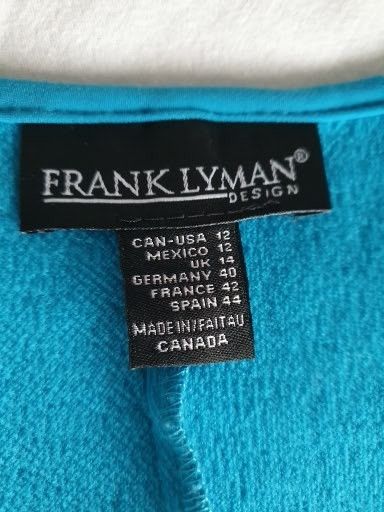 FRANK LYMAN®
DESIGN
CAN-USA 12
MEXICO 12
UK 14
GERMANY 40
FRANCE 42
SPAIN 44
MADE IN/FAIT AU
CANADA